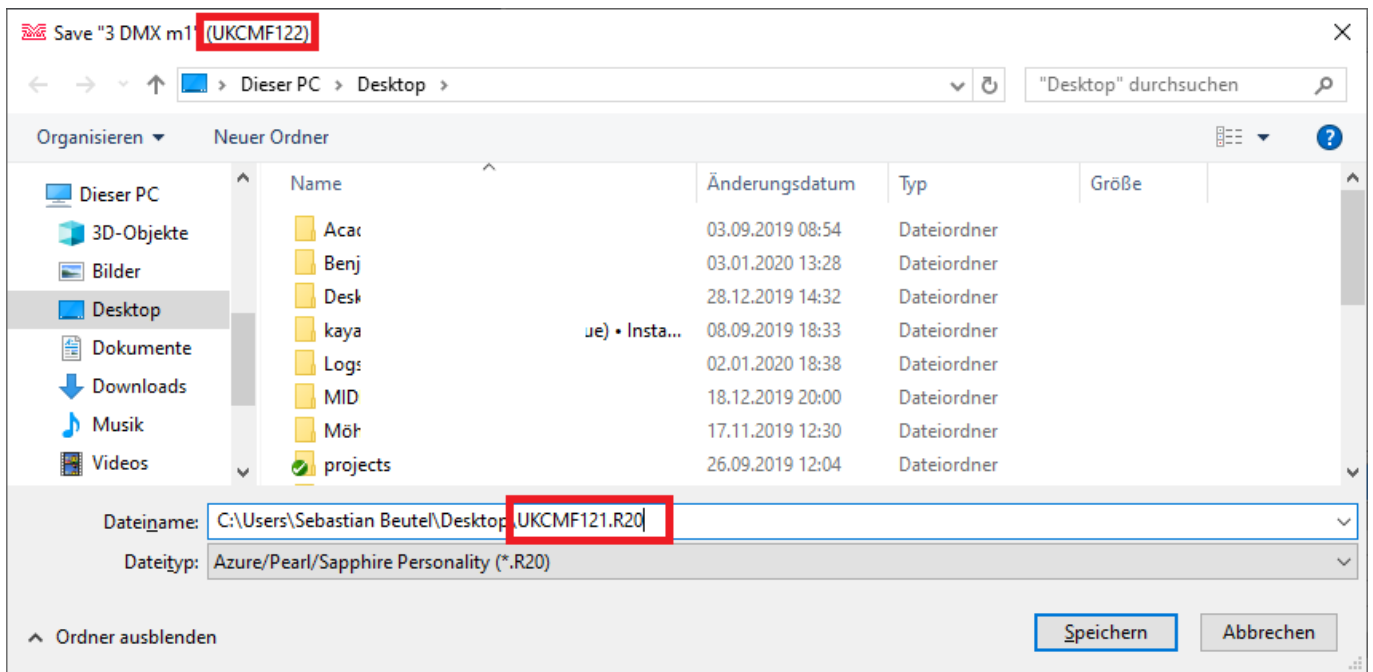 Save "3 DMX m1" (UKCMF122)
Dieser PC > Desktop >
"Desktop" durchsuchen
Organisieren
Neuer Ordner
Dieser PC
3D-Objekte
Bilder
Desktop
Dokumente
Downloads
Musik
Videos
Name Änderungsdatum Typ Größe
Acad 03.09.2019 08:54 Dateiordner
Benj 03.01.2020 13:28 Dateiordner
Desk 28.12.2019 14:32 Dateiordner
kaya ue) • Insta... 08.09.2019 18:33 Dateiordner
Logs 02.01.2020 18:38 Dateiordner
MID 18.12.2019 20:00 Dateiordner
Möh 17.11.2019 12:30 Dateiordner
projects 26.09.2019 12:04 Dateiordner
Dateiname: C:\Users\Sebastian Beutel\Desktop\UKCMF121.R20
Dateityp: Azure/Pearl/Sapphire Personality (*.R20)
Ordner ausblenden
Speichern
Abbrechen